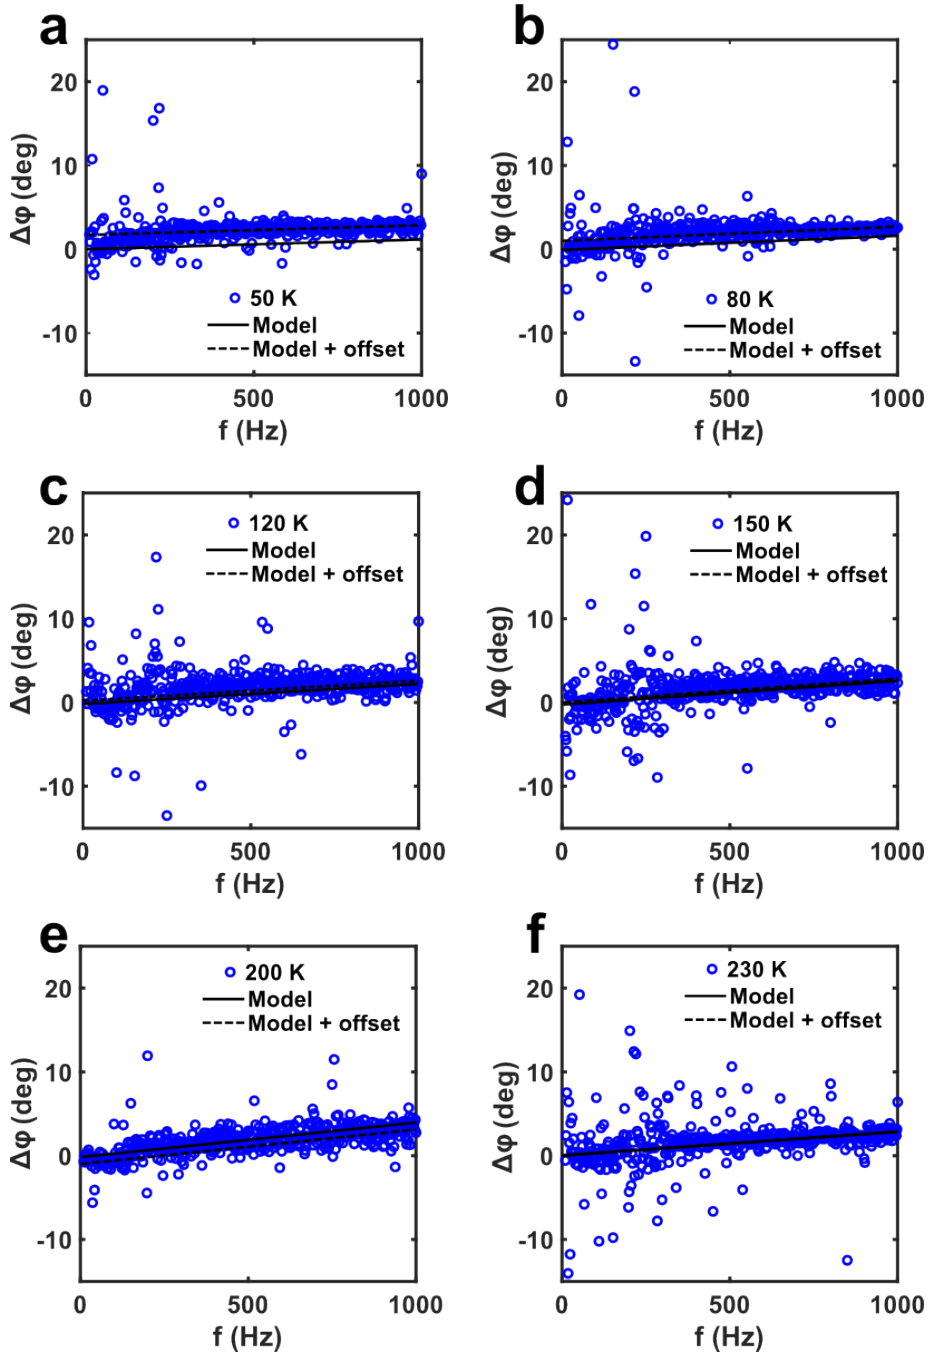 a
20
10
0
-10
Δφ (deg)
50 K
Model
Model + offset
0
500
1000
f (Hz)
b
20
10
0
-10
Δφ (deg)
80 K
Model
Model + offset
0
500
1000
f (Hz)
c
20
10
0
-10
Δφ (deg)
120 K
Model
Model + offset
0
500
1000
f (Hz)
d
20
10
0
-10
Δφ (deg)
150 K
Model
Model + offset
0
500
1000
f (Hz)
e
20
10
0
-10
Δφ (deg)
200 K
Model
Model + offset
0
500
1000
f (Hz)
f
20
10
0
-10
Δφ (deg)
230 K
Model
Model + offset
0
500
1000
f (Hz)